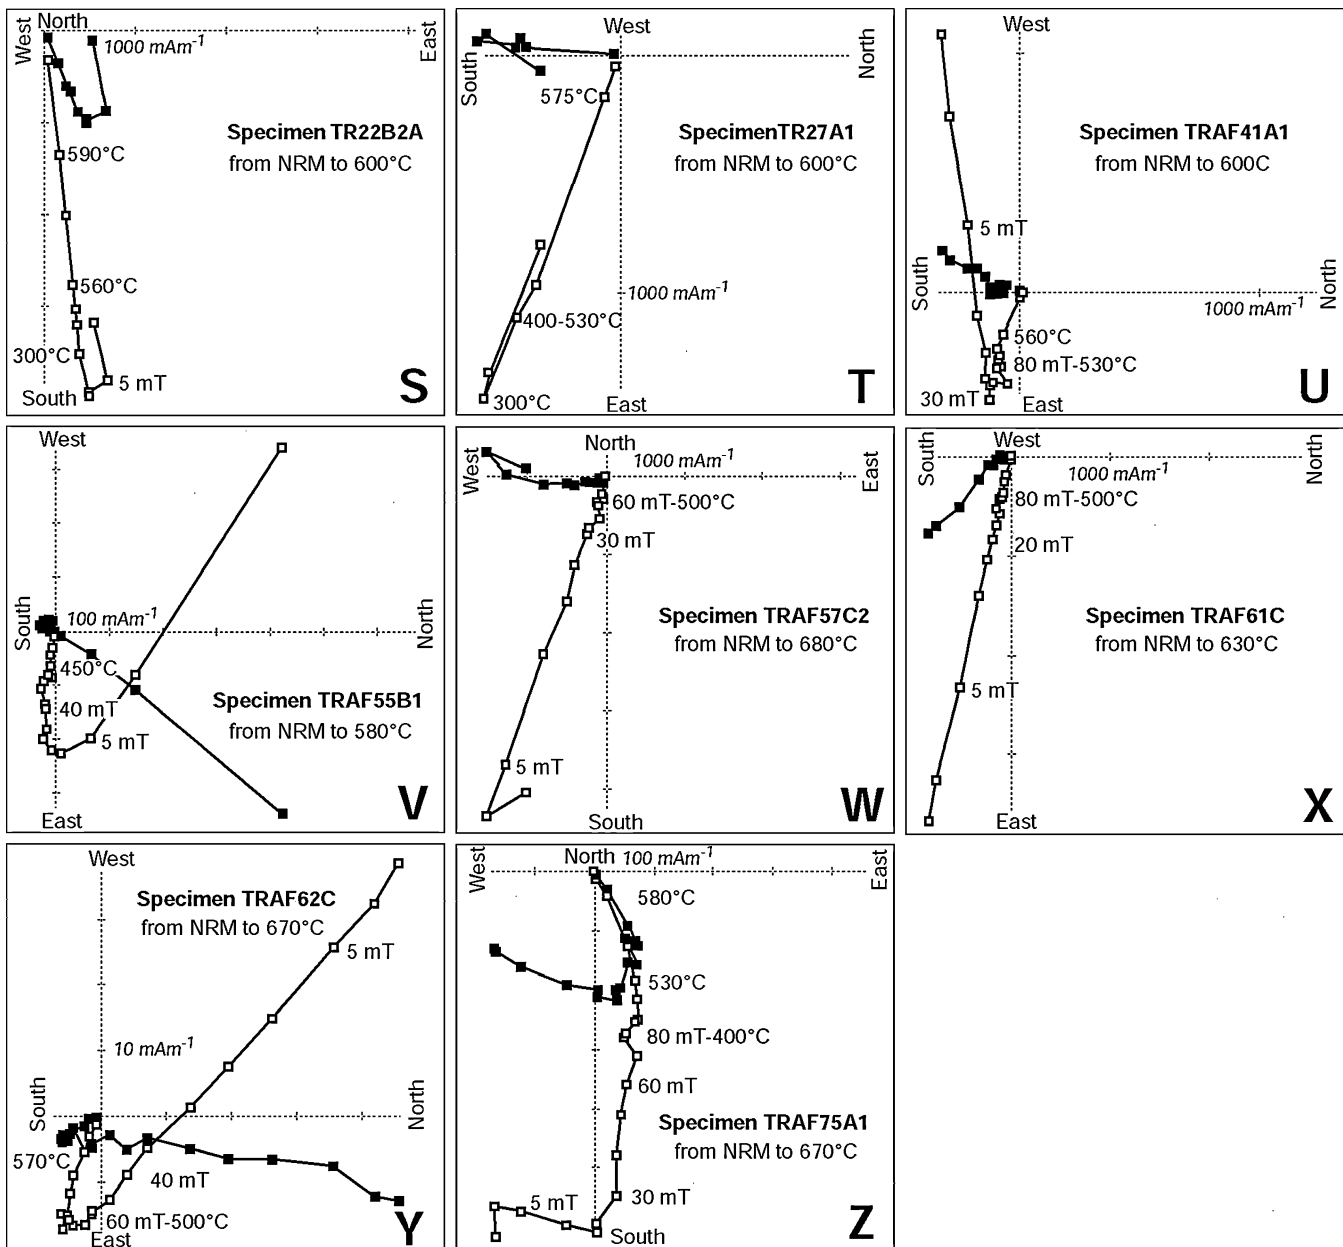 North
West
1000 mAm-1
East
590°C
Specimen TR22B2A
from NRM to 600°C
560°C
300°C
5 mT
South
S
West
South
North
575°C
SpecimenTR27A1
from NRM to 600°C
1000 mAm-1
400-530°C
300°C
East
T
West
Specimen TRAF41A1
from NRM to 600C
5 mT
South
North
1000 mAm-1
560°C
80 mT-530°C
30 mT
East
U
West
South
100 mAm-1
North
450°C
Specimen TRAF55B1
from NRM to 580°C
40 mT
5 mT
East
V
North
West
1000 mAm-1
East
60 mT-500°C
30 mT
Specimen TRAF57C2
from NRM to 680°C
5 mT
South
W
West
South
1000 mAm-1
North
80 mT-500°C
20 mT
Specimen TRAF61C
from NRM to 630°C
5 mT
East
X
West
Specimen TRAF62C
from NRM to 670°C
5 mT
10 mAm-1
South
North
570°C
40 mT
60 mT-500°C
East
Y
North
100 mAm-1
West
East
580°C
530°C
80 mT-400°C
60 mT
Specimen TRAF75A1
from NRM to 670°C
5 mT
30 mT
South
Z